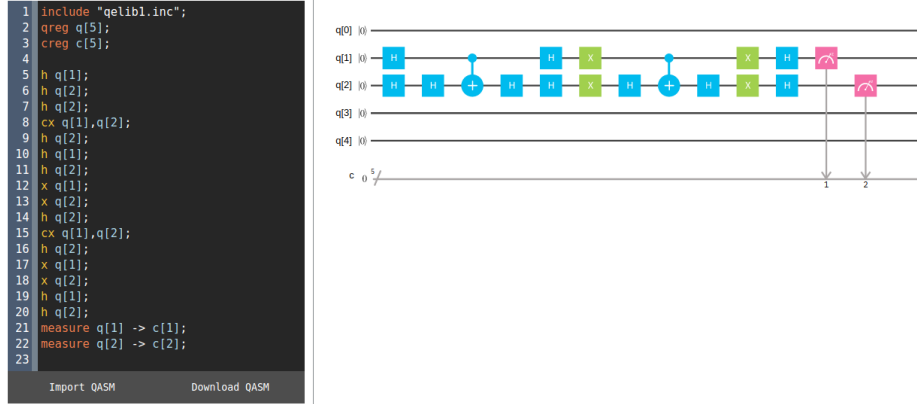 1 include "qelib1.inc";
2 qreg q[5];
3 creg c[5];
4
5 h q[1];
6 h q[2];
7 h q[2];
8 cx q[1],q[2];
9 h q[2];
10 h q[1];
11 h q[2];
12 x q[1];
13 x q[2];
14 h q[2];
15 cx q[1],q[2];
16 h q[2];
17 x q[1];
18 x q[2];
19 h q[1];
20 h q[2];
21 measure q[1] -> c[1];
22 measure q[2] -> c[2];
23
Import QASM Download QASM
q[0] |0⟩
q[1] |0⟩ H H X X H
q[2] |0⟩ H H + H H X H + H X H
q[3] |0⟩
q[4] |0⟩
c 0 5
1 2